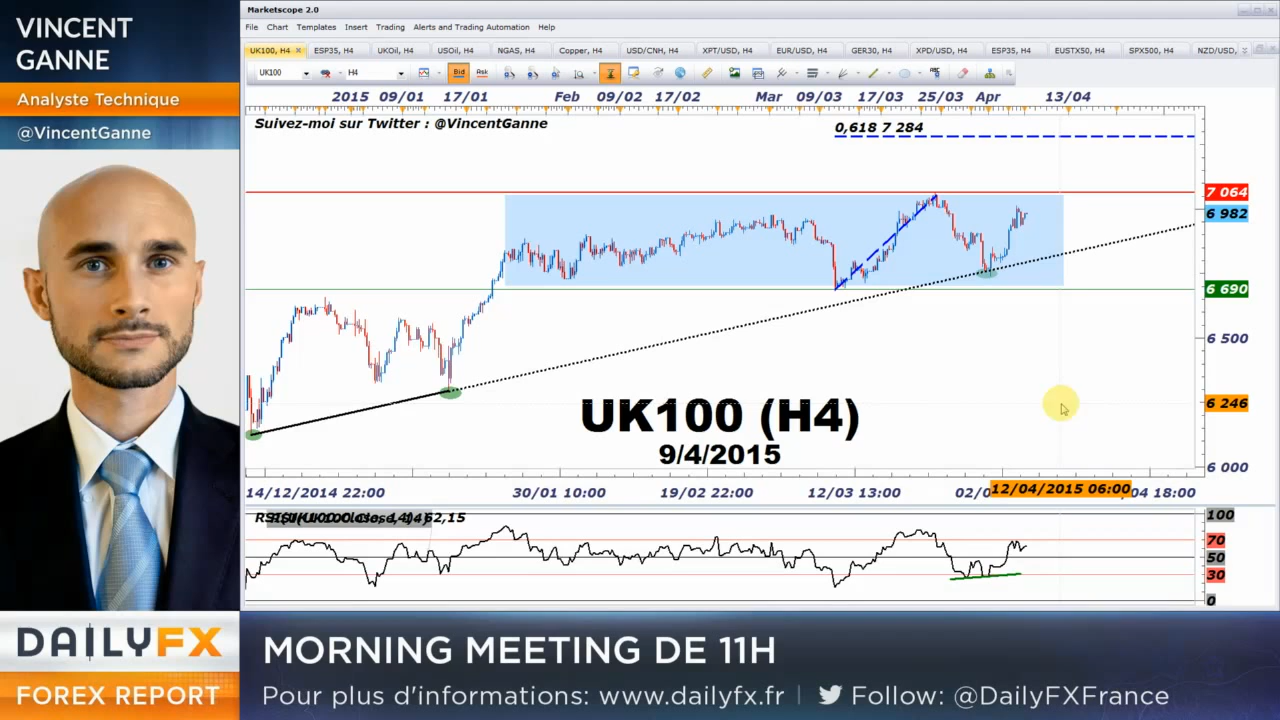 VINCENT
GANNE
Analyste Technique
@VincentGanne
Marketscope 2.0
File Chart Templates Insert Trading Alerts and Trading Automation Help
UK100, H4 ESP35, H4 UKOil, H4 USOil, H4 NGAS, H4 Copper, H4 USD/CNH, H4 XPT/USD, H4 EUR/USD, H4 GER30, H4 XPD/USD, H4 ESP35, H4 EUSTX50, H4 SPX500, H4 NZD/USD,
UK100 H4 Bid Ask
2015 09/01 17/01 Feb 09/02 17/02 Mar 09/03 17/03 25/03 Apr 13/04
Suivez-moi sur Twitter : @VincentGanne
0,618 7 284
7 064
6 982
6 690
6 500
6 246
6 000
UK100 (H4)
9/4/2015
14/12/2014 22:00 30/01 10:00 19/02 22:00 12/03 13:00 02/0 12/04/2015 06:00 04 18:00
62,15
100
70
50
30
0
DAILYFX
FOREX REPORT
MORNING MEETING DE 11H
Pour plus d'informations: www.dailyfx.fr | Follow: @DailyFXFrance